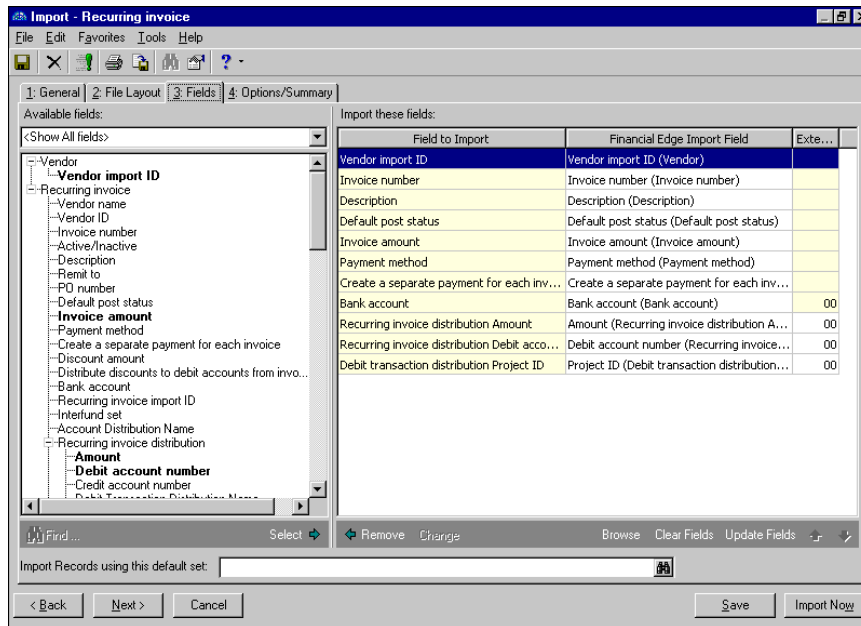 Import - Recurring invoice
File Edit Favorites Tools Help
1: General 2: File Layout 3: Fields 4: Options/Summary
Available fields:
<Show All fields>
Vendor
Vendor import ID
Recurring invoice
Vendor name
Vendor ID
Invoice number
Active/Inactive
Description
Remit to
PO number
Default post status
Invoice amount
Payment method
Create a separate payment for each invoice
Discount amount
Distribute discounts to debit accounts from invo...
Bank account
Recurring invoice import ID
Interfund set
Account Distribution Name
Recurring invoice distribution
Amount
Debit account number
Credit account number
Debit Transaction Distribution Name
Find... Select
Import these fields:
Field to Import Financial Edge Import Field Exte...
Vendor import ID Vendor import ID (Vendor)
Invoice number Invoice number (Invoice number)
Description Description (Description)
Default post status Default post status (Default post status)
Invoice amount Invoice amount (Invoice amount)
Payment method Payment method (Payment method)
Create a separate payment for each inv... Create a separate payment for each inv...
Bank account Bank account (Bank account) 00
Recurring invoice distribution Amount Amount (Recurring invoice distribution A... 00
Recurring invoice distribution Debit acco... Debit account number (Recurring invoice... 00
Debit transaction distribution Project ID Project ID (Debit transaction distribution... 00
Remove Change Browse Clear Fields Update Fields
Import Records using this default set:
< Back Next > Cancel Save Import Now